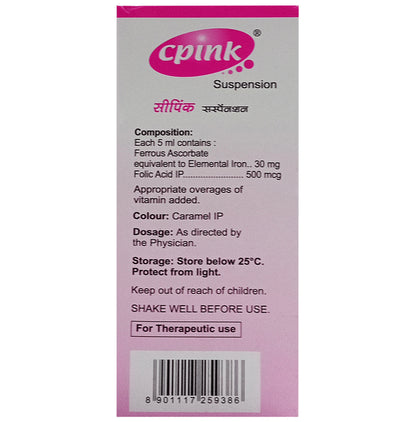 cpink®
Suspension
सीपिंक सस्पेंनशन
Composition:
Each 5 ml contains :
Ferrous Ascorbate
equivalent to Elemental Iron.. 30 mg
Folic Acid IP............................ 500 mcg
Appropriate overages of
vitamin added.
Colour: Caramel IP
Dosage: As directed by
the Physician.
Storage: Store below 25°C.
Protect from light.
Keep out of reach of children.
SHAKE WELL BEFORE USE.
For Therapeutic use
8 901117 259386